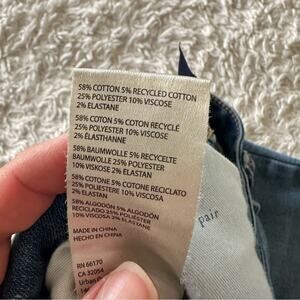 58% COTTON 5% RECYCLED COTTON
25% POLYESTER 10% VISCOSE
2% ELASTANE
58% COTON 5% COTON RECYCLÉ
25% POLYESTER 10% VISCOSE
2% ÉLASTHANNE
58% BAUMWOLLE 5% RECYCELTE
BAUMWOLLE 25% POLYESTER
10% VISKOSE 2% ELASTAN
58% COTONE 5% COTONE RICICLATO
25% POLIESTERE 10% VISCOSA
2% ELASTAN
58% ALGODÓN 5% ALGODÓN
RECICLADO 25% POLIÉSTER
10% VISCOSA 2% ELASTANO
MADE IN CHINA
HECHO EN CHINA
RN 66170
CA 32054
Urban
pair